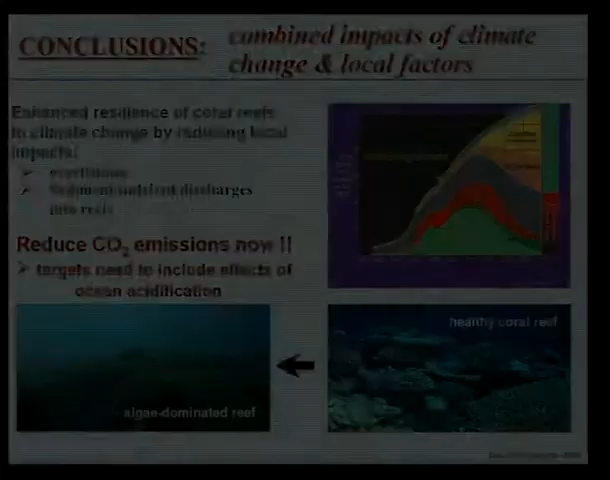 CONCLUSIONS: combined impacts of climate
change & local factors
Enhanced resilience of coral reefs
to climate change by reducing local
impacts:
➢ overfishing
➢ Sediment/nutrient discharges
into reefs
Reduce CO₂ emissions now !!
➢ targets need to include effects of
ocean acidification
algae-dominated reef
healthy coral reef